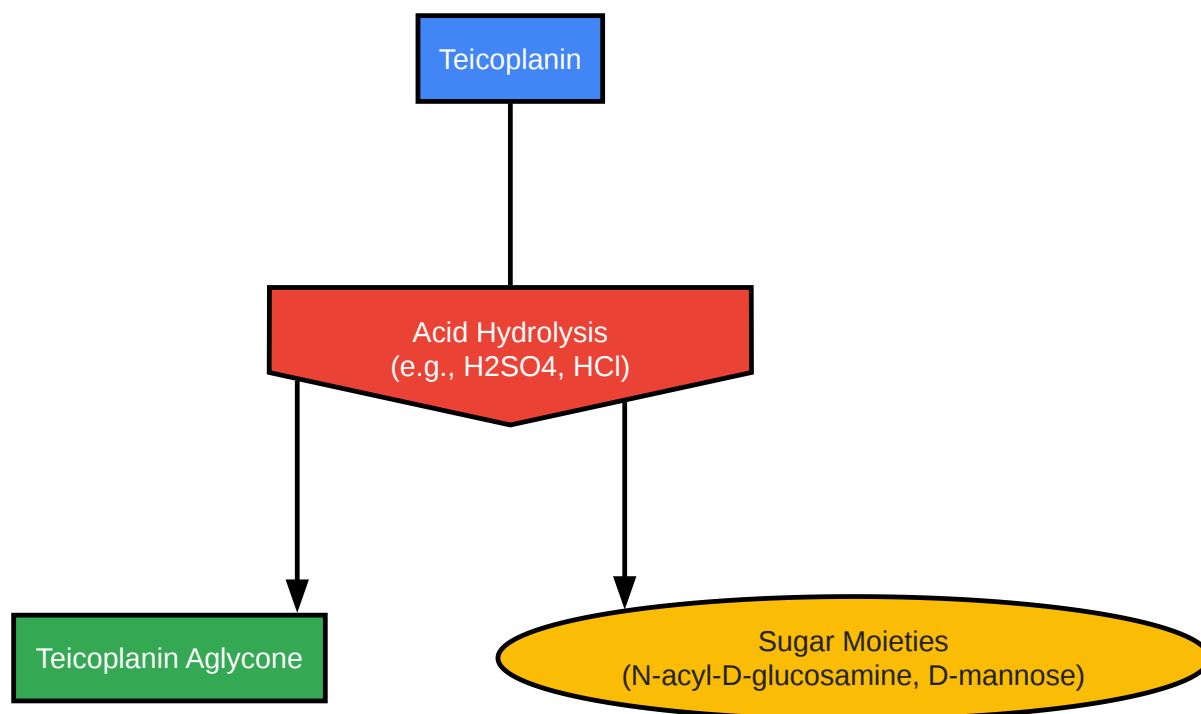 Teicoplanin
Acid Hydrolysis
(e.g., H2SO4, HCl)
Teicoplanin Aglycone
Sugar Moieties
(N-acyl-D-glucosamine, D-mannose)